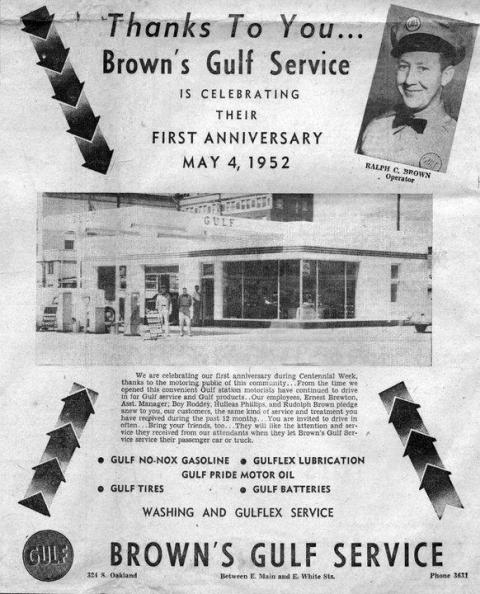 Thanks To You...
Brown's Gulf Service
IS CELEBRATING
THEIR
FIRST ANNIVERSARY
MAY 4, 1952
GULF
RALPH C. BROWN
Operator
GULF
We are celebrating our first anniversary during Centennial Week,
thanks to the motoring public of this community...From the time we
opened this convenient Gulf station motorists have continued to drive
in for Gulf service and Gulf products...Our employees, Ernest Brewton,
Asst. Manager; Boy Roddey, Hulleas Phillips, and Rudolph Brown pledge
anew to you, our customers, the same kind of service and treatment you
have received during the past 12 months...You are invited to drive in
often...Bring your friends, too...They will like the attention and ser-
vice they received from our attendants when they let Brown's Gulf Ser-
vice service their passenger car or truck.
• GULF NO-NOX GASOLINE • GULFLEX LUBRICATION
GULF PRIDE MOTOR OIL
• GULF TIRES • GULF BATTERIES
WASHING AND GULFLEX SERVICE
GULF
BROWN'S GULF SERVICE
324 S. Oakland Between E. Main and E. White Sts. Phone 3631